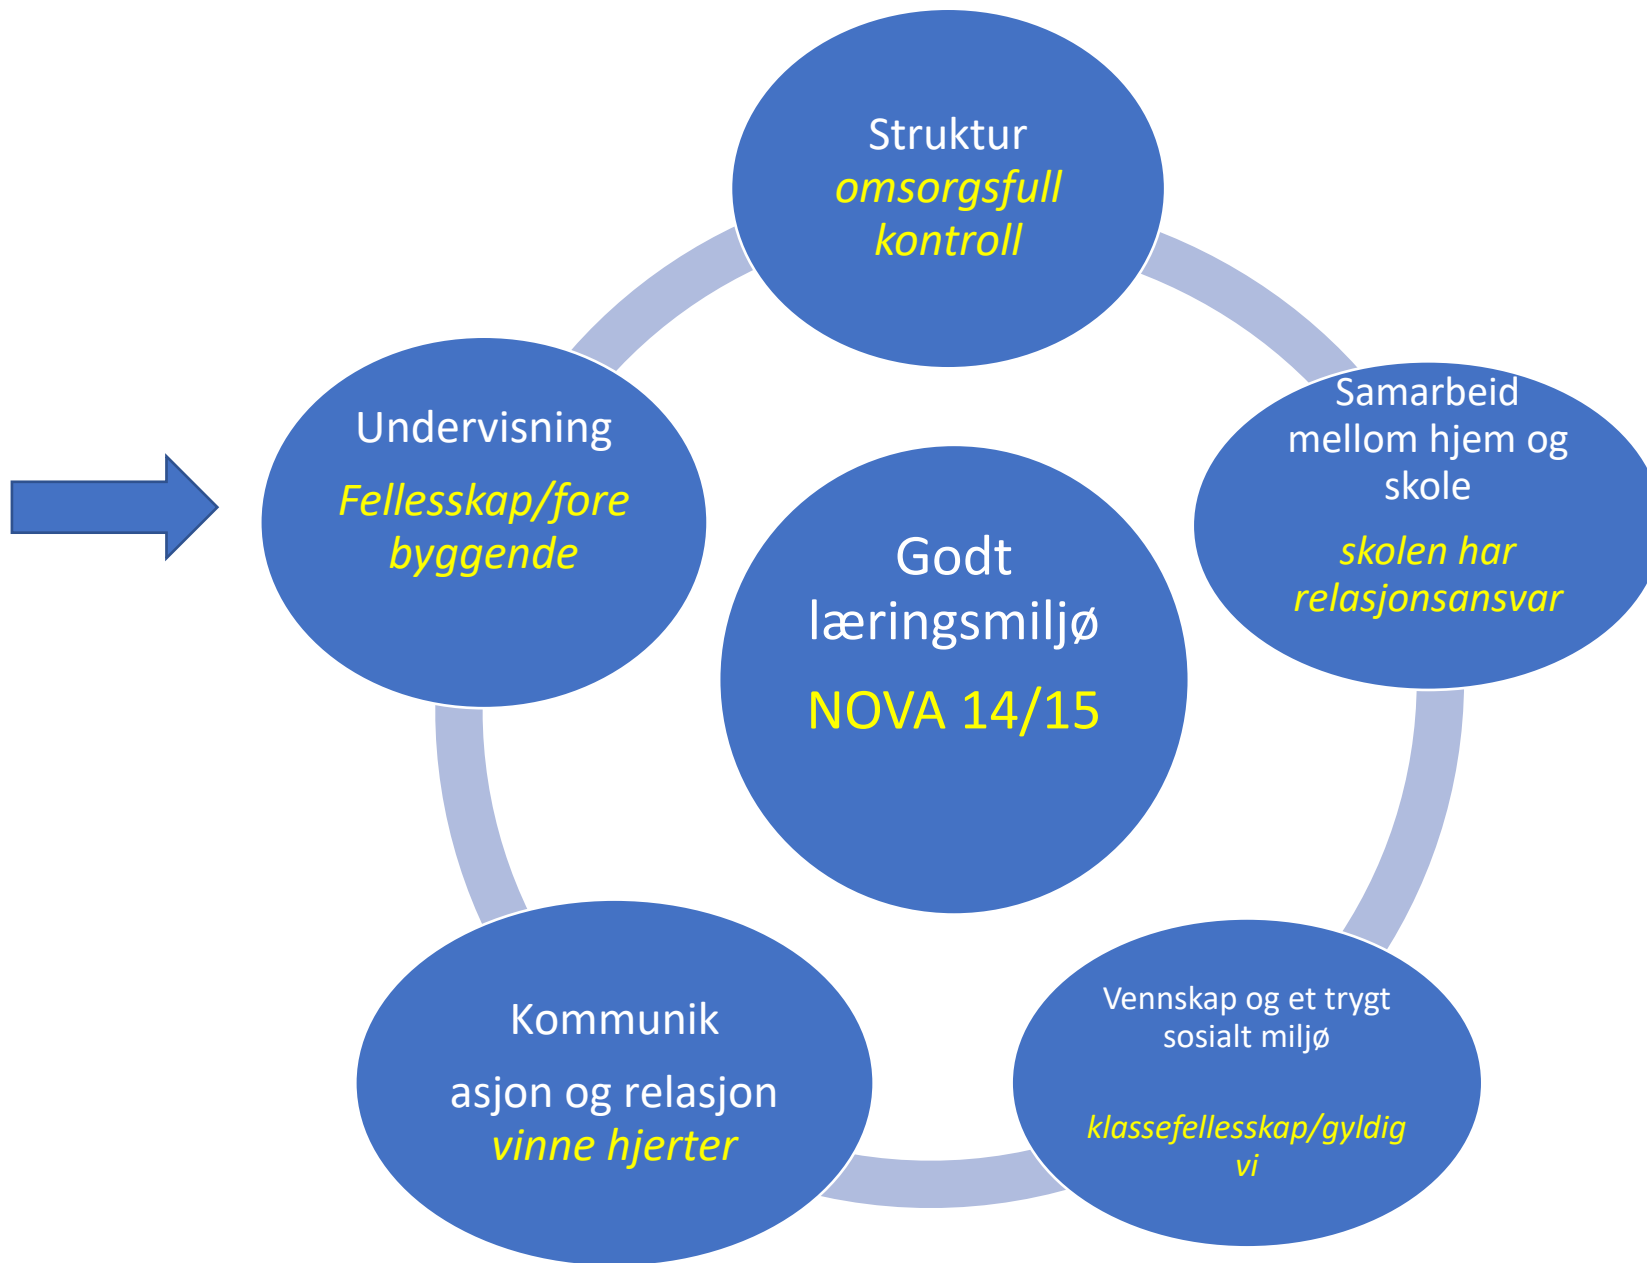 Struktur
omsorgsfull
kontroll
Samarbeid
mellom hjem og
skole
skolen har
relasjonsansvar
Undervisning
Fellesskap/fore
byggende
Godt
læringsmiljø
NOVA 14/15
Vennskap og et trygt
sosialt miljø
klassefellesskap/gyldig
vi
Kommunik
asjon og relasjon
vinne hjerter